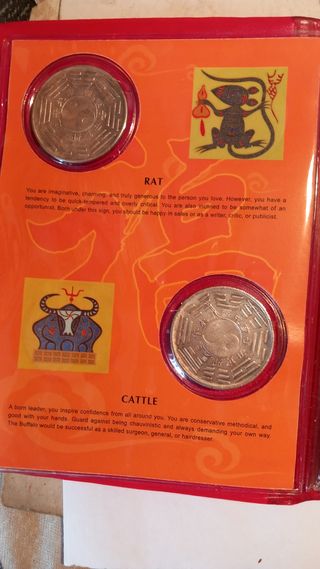 RAT
You are imaginative, charming, and truly generous to the person you love. However, you have a
tendency to be quick-tempered and overly critical. You are also inclined to be somewhat of an
opportunist. Born under this sign, you should be happy in sales or as a writer, critic, or publicist.
CATTLE
A born leader, you inspire confidence from all around you. You are conservative methodical, and
good with your hands. Guard against being chauvinistic and always demanding your own way.
The Buffalo would be successful as a skilled surgeon, general, or hairdresser.